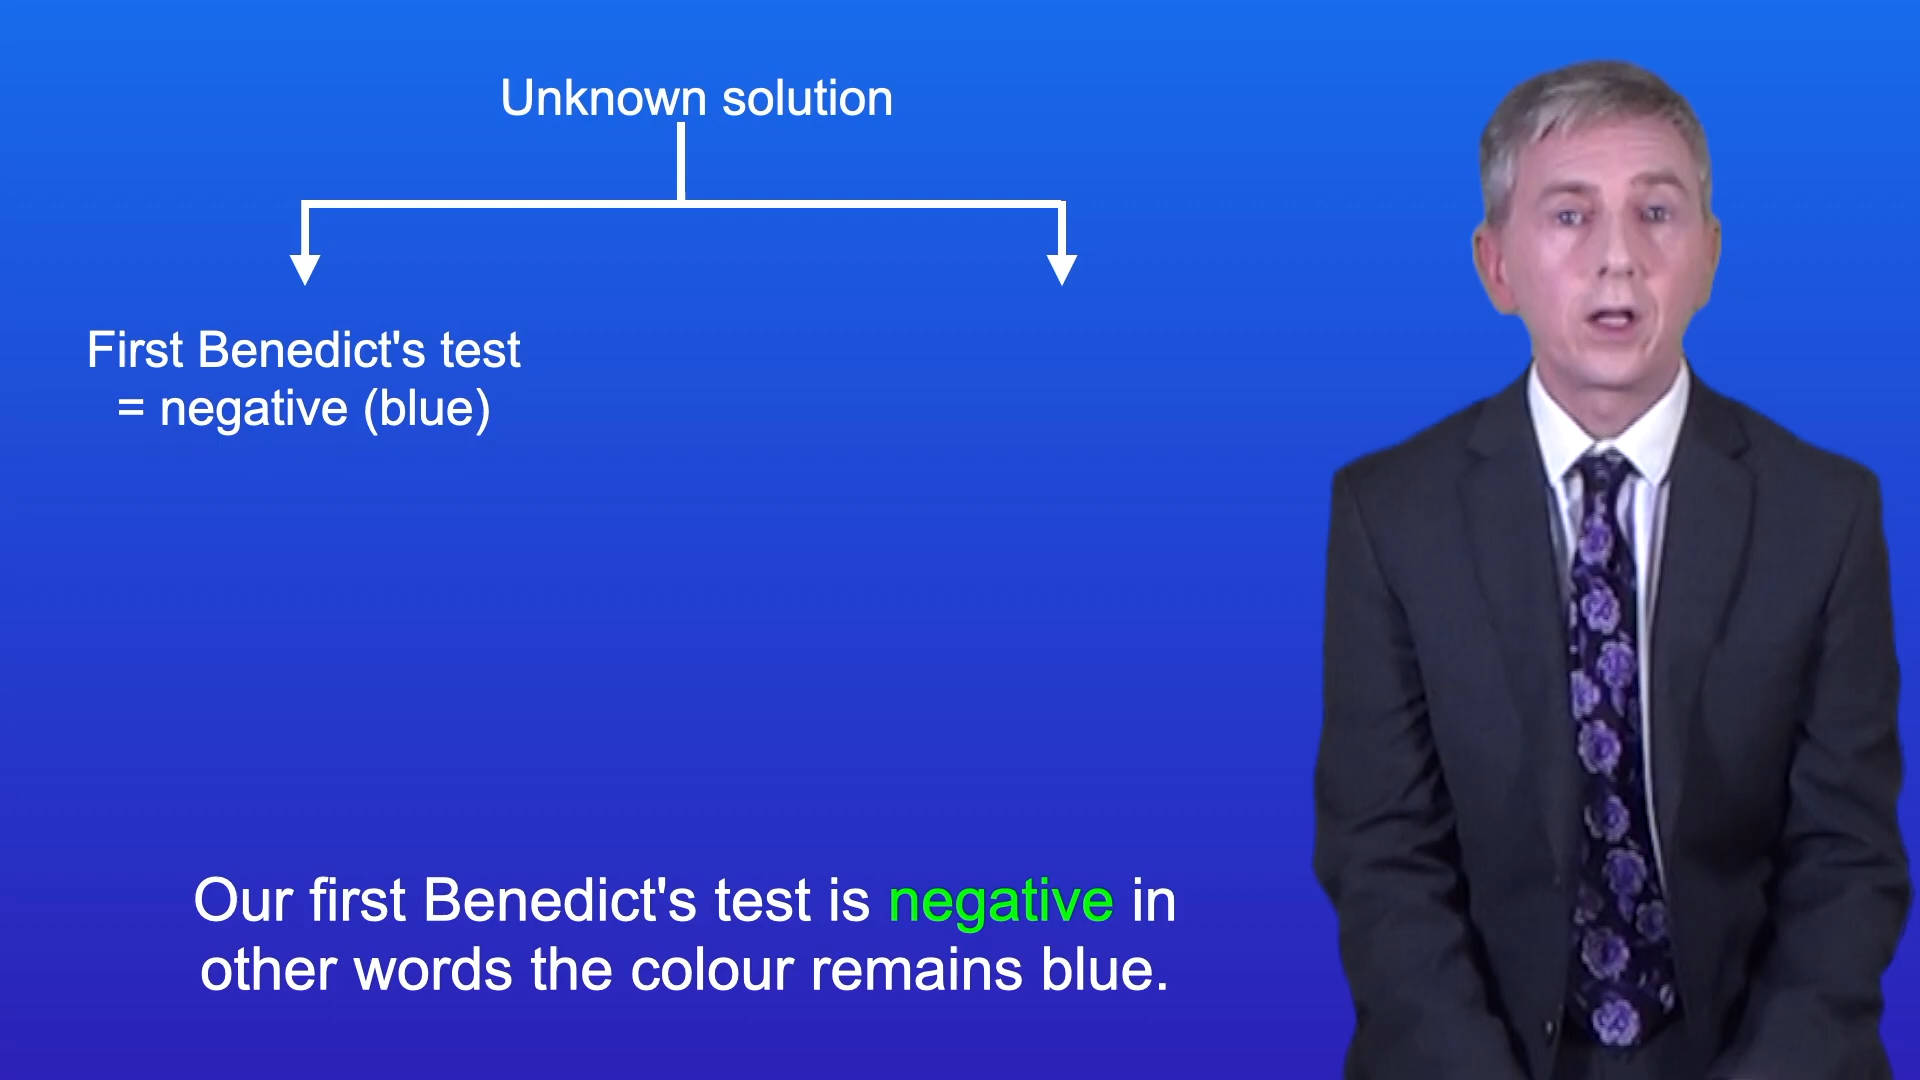 Unknown solution
First Benedict's test
= negative (blue)
Our first Benedict's test is negative in
other words the colour remains blue.